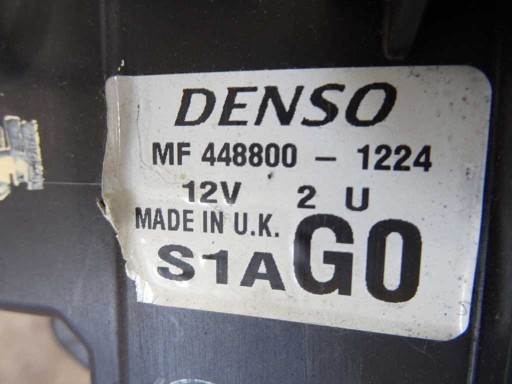 DENSO
MF 448800 - 1224
12V 2 U
MADE IN U.K.
S1A G0